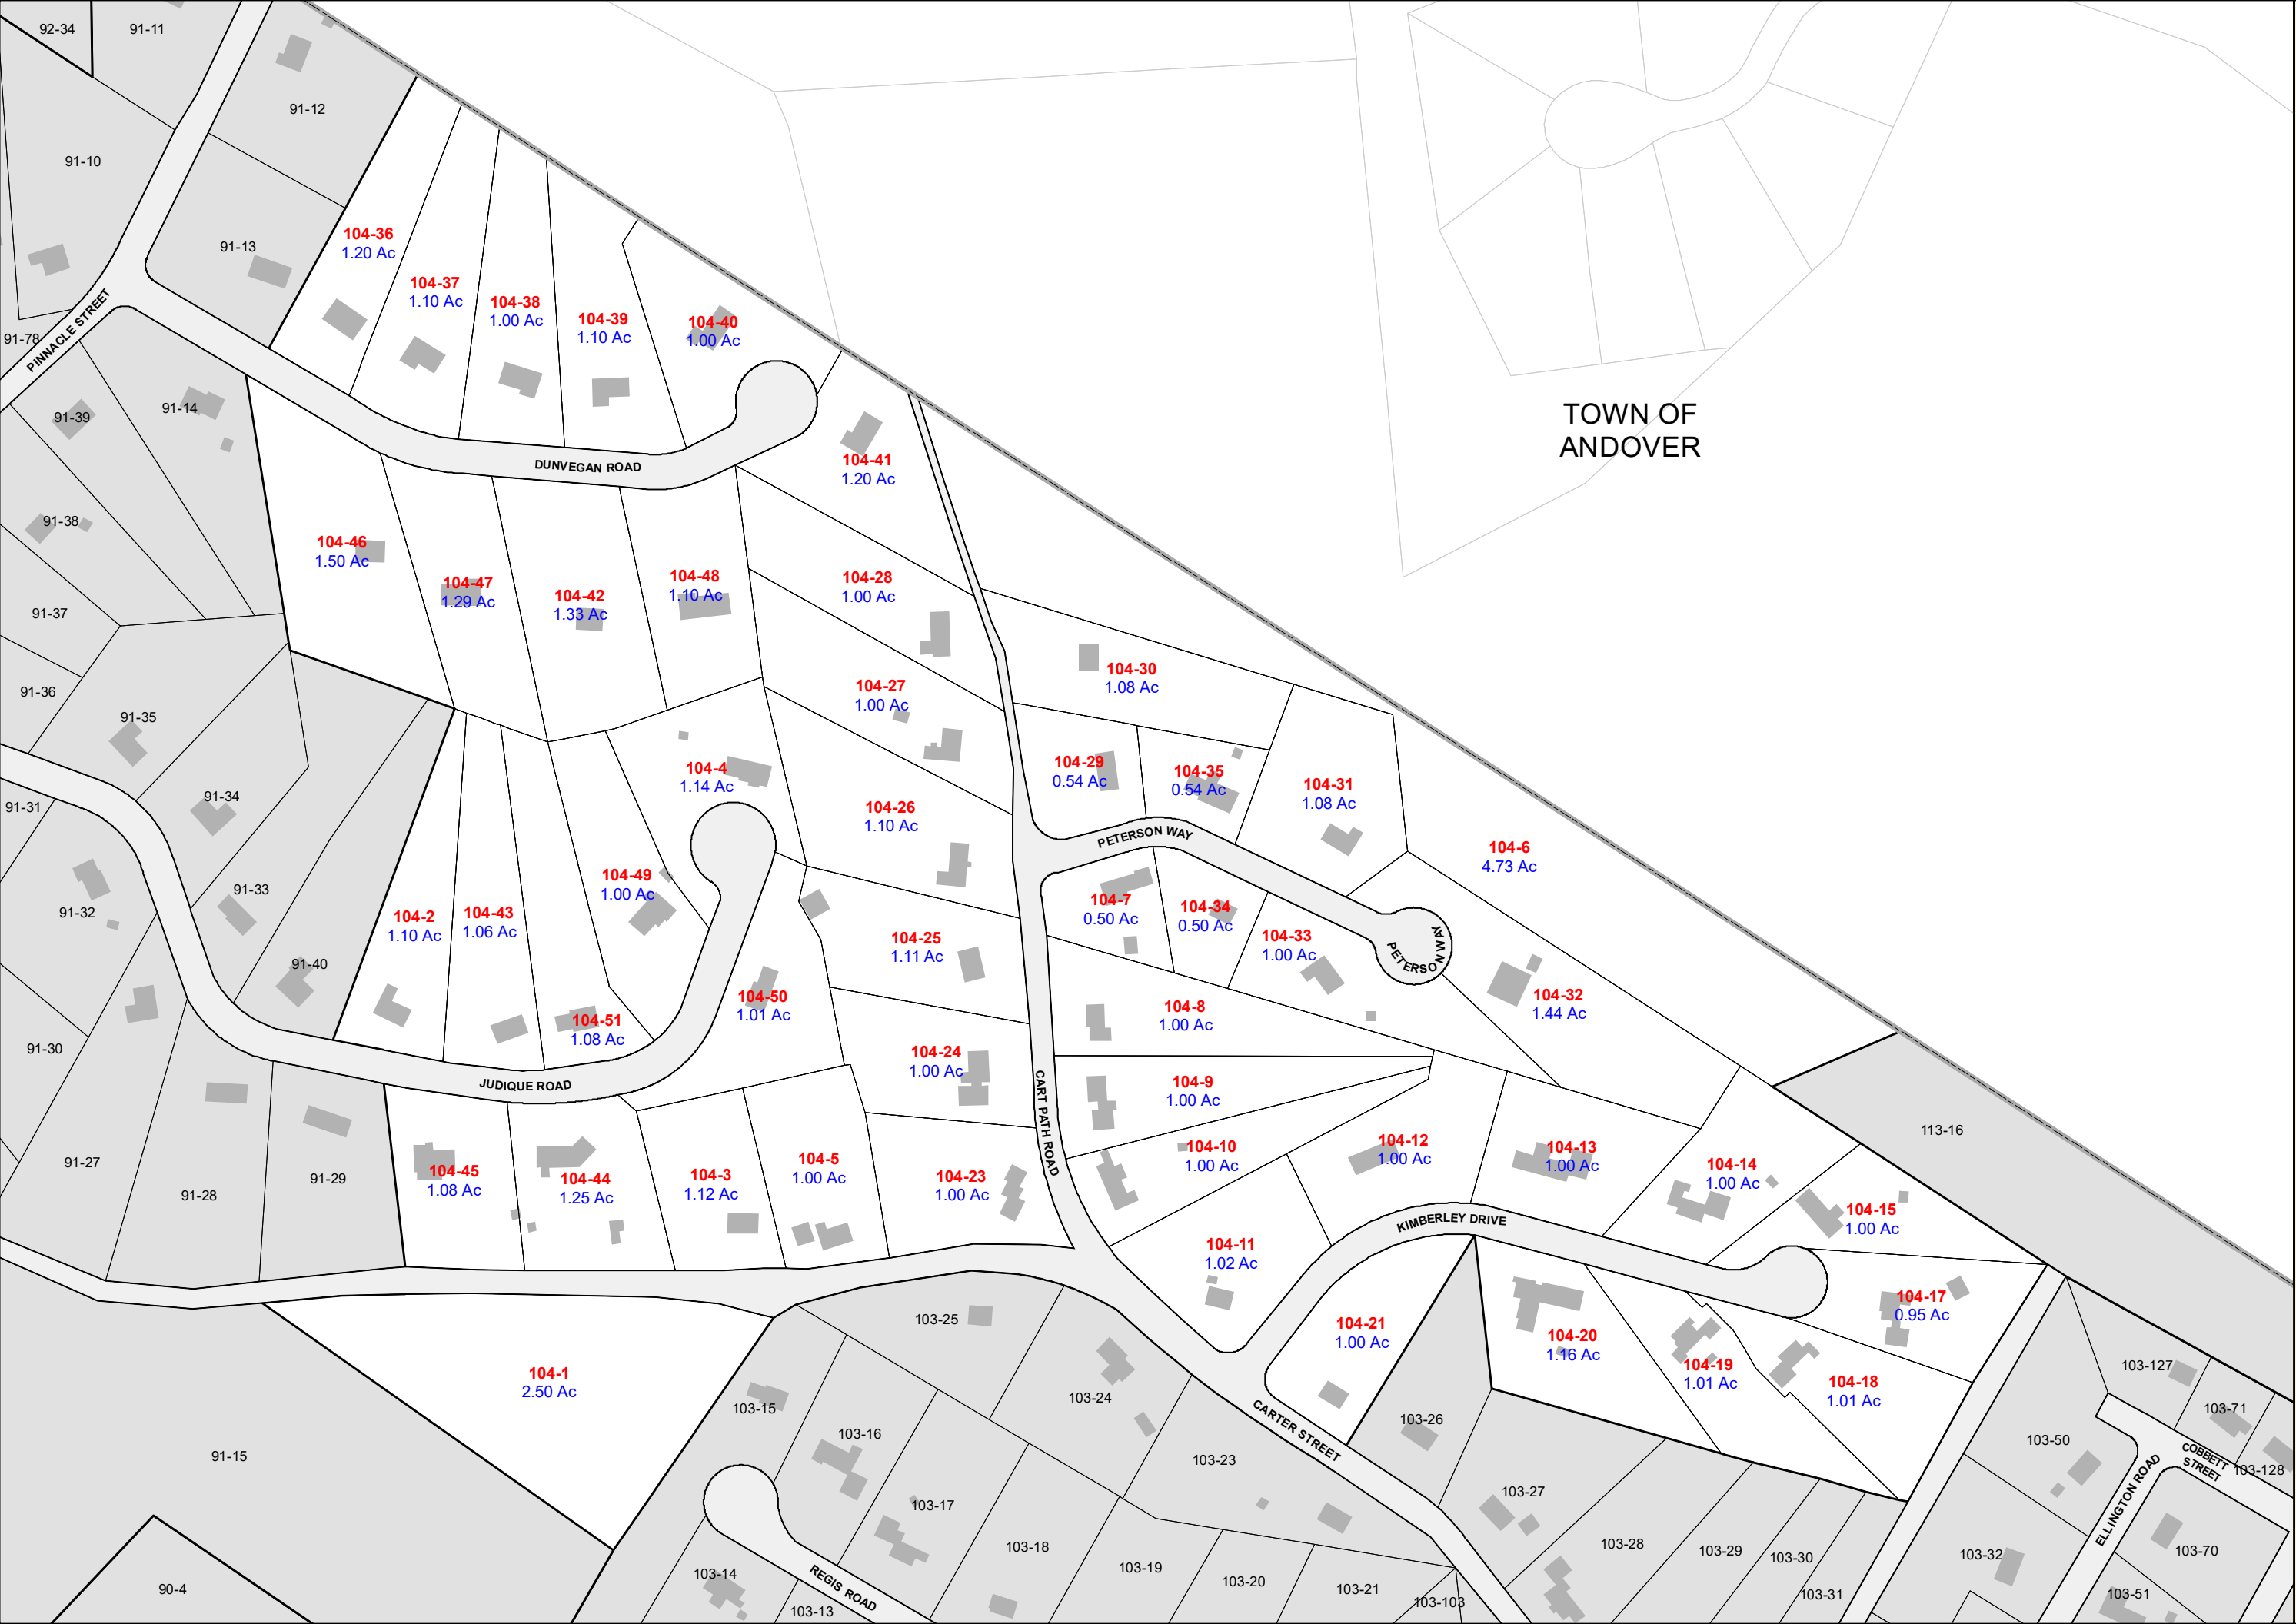 92-34
91-11
91-12
91-10
91-13
91-78
PINNACLE STREET
91-39
91-14
91-38
91-37
91-36
91-35
91-34
91-31
91-33
91-32
91-40
91-30
91-27
91-28
91-29
91-15
90-4
104-36
1.20 Ac
104-37
1.10 Ac
104-38
1.00 Ac
104-39
1.10 Ac
104-40
1.00 Ac
DUNVEGAN ROAD
104-41
1.20 Ac
TOWN OF
ANDOVER
104-46
1.50 Ac
104-47
1.29 Ac
104-42
1.33 Ac
104-48
1.10 Ac
104-28
1.00 Ac
104-27
1.00 Ac
104-30
1.08 Ac
104-4
1.14 Ac
104-26
1.10 Ac
104-29
0.54 Ac
104-35
0.54 Ac
104-31
1.08 Ac
PETERSON WAY
104-6
4.73 Ac
104-49
1.00 Ac
104-2
1.10 Ac
104-43
1.06 Ac
104-25
1.11 Ac
104-7
0.50 Ac
104-34
0.50 Ac
104-33
1.00 Ac
PETERSON WAY
104-32
1.44 Ac
104-50
1.01 Ac
104-51
1.08 Ac
104-8
1.00 Ac
JUDIQUE ROAD
104-24
1.00 Ac
CART PATH ROAD
104-9
1.00 Ac
104-45
1.08 Ac
104-44
1.25 Ac
104-3
1.12 Ac
104-5
1.00 Ac
104-23
1.00 Ac
104-10
1.00 Ac
104-12
1.00 Ac
104-13
1.00 Ac
104-14
1.00 Ac
113-16
104-15
1.00 Ac
KIMBERLEY DRIVE
104-11
1.02 Ac
104-21
1.00 Ac
104-20
1.16 Ac
104-17
0.95 Ac
104-19
1.01 Ac
104-18
1.01 Ac
104-1
2.50 Ac
103-25
103-24
103-15
103-16
103-17
103-23
CARTER STREET
103-26
103-27
103-18
103-19
103-20
103-21
103-103
103-28
103-29
103-30
103-31
103-14
103-13
REGIS ROAD
103-127
103-71
103-50
COBBETT
STREET
103-128
ELLINGTON ROAD
103-32
103-70
103-51